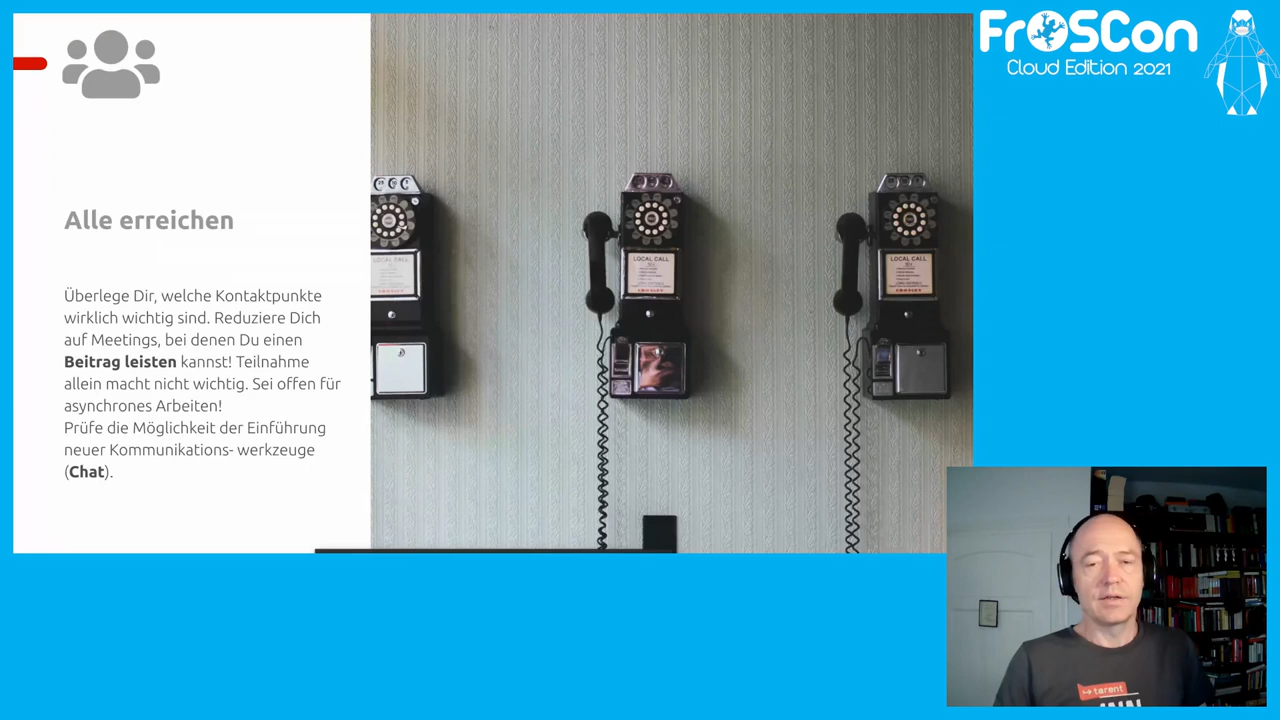 FrOSCon
Cloud Edition 2021
Alle erreichen
Überlege Dir, welche Kontaktpunkte
wirklich wichtig sind. Reduziere Dich
auf Meetings, bei denen Du einen
Beitrag leisten kannst! Teilnahme
allein macht nicht wichtig. Sei offen für
asynchrones Arbeiten!
Prüfe die Möglichkeit der Einführung
neuer Kommunikations- werkzeuge
(Chat).
LOCAL CALL
LOCAL CALL
tarent